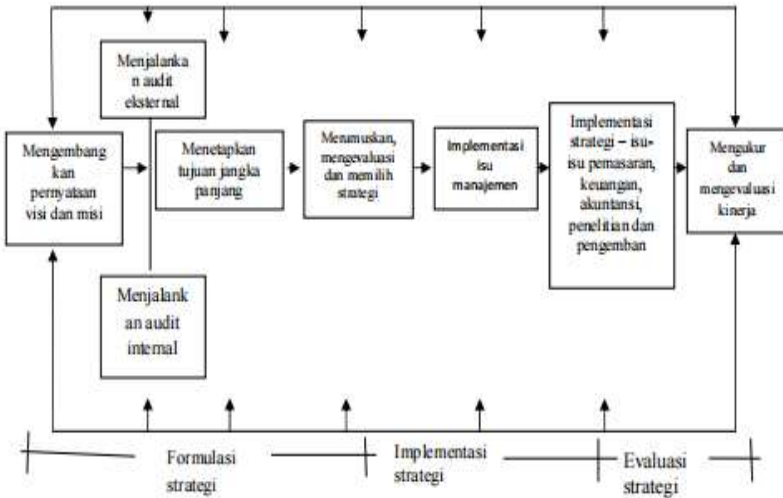 Menjalanka
n audit
eksternal
Mengembang
kan
pernyataan
visi dan misi
Menetapkan
tujuan jangka
panjang
Merumuskan,
mengevaluasi
dan memilih
strategi
Implementasi
isu
manajemen
Implementasi
strategi – isu-
isu pemasaran,
keuangan,
akuntansi,
penelitian dan
pengemban
Mengukur
dan
mengevaluasi
kinerja
Menjalank
an audit
internal
Formulasi
strategi
Implementasi
strategi
Evaluasi
strategi